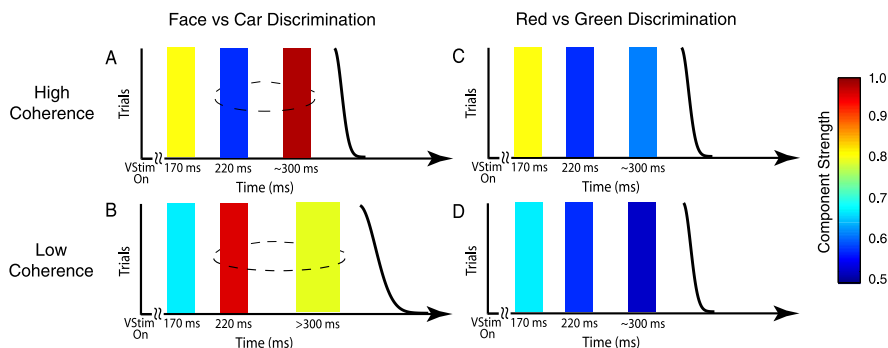 Face vs Car Discrimination
Red vs Green Discrimination
High
Coherence
A
Trials
VStim
On
170 ms
220 ms
~300 ms
Time (ms)
C
Trials
VStim
On
170 ms
220 ms
~300 ms
Time (ms)
Low
Coherence
B
Trials
VStim
On
170 ms
220 ms
>300 ms
Time (ms)
D
Trials
VStim
On
170 ms
220 ms
~300 ms
Time (ms)
Component Strength
1.0
0.9
0.8
0.7
0.6
0.5